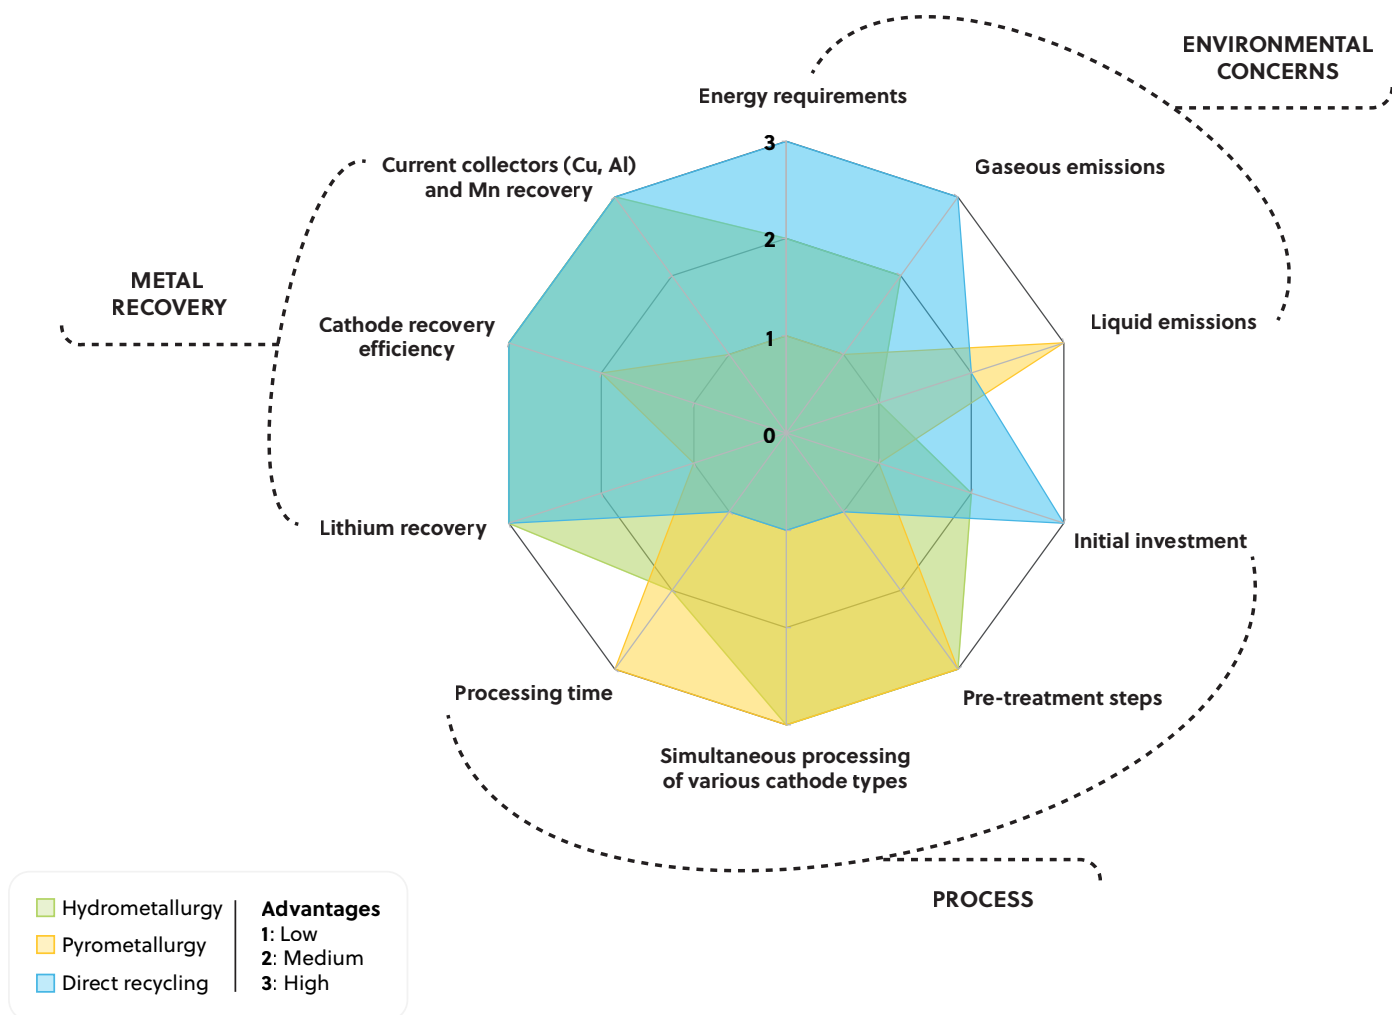 ENVIRONMENTAL
CONCERNS
Energy requirements
Gaseous emissions
Current collectors (Cu, Al)
and Mn recovery
3
2
1
0
METAL
RECOVERY
Cathode recovery
efficiency
Liquid emissions
Lithium recovery
Initial investment
Processing time
Pre-treatment steps
Simultaneous processing
of various cathode types
PROCESS
Hydrometallurgy
Pyrometallurgy
Direct recycling
Advantages
1: Low
2: Medium
3: High